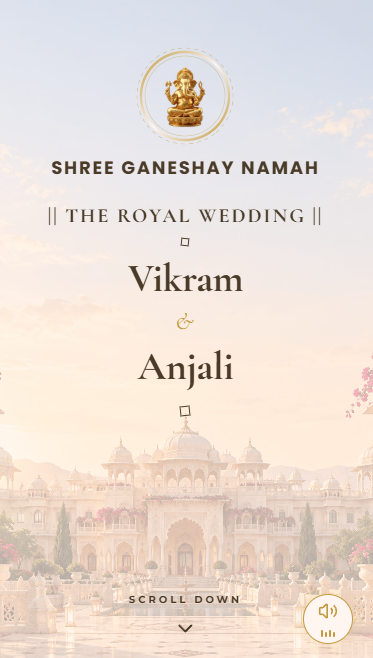 SHREE GANESHAY NAMAH
|| THE ROYAL WEDDING ||
Vikram
&
Anjali
SCROLL DOWN